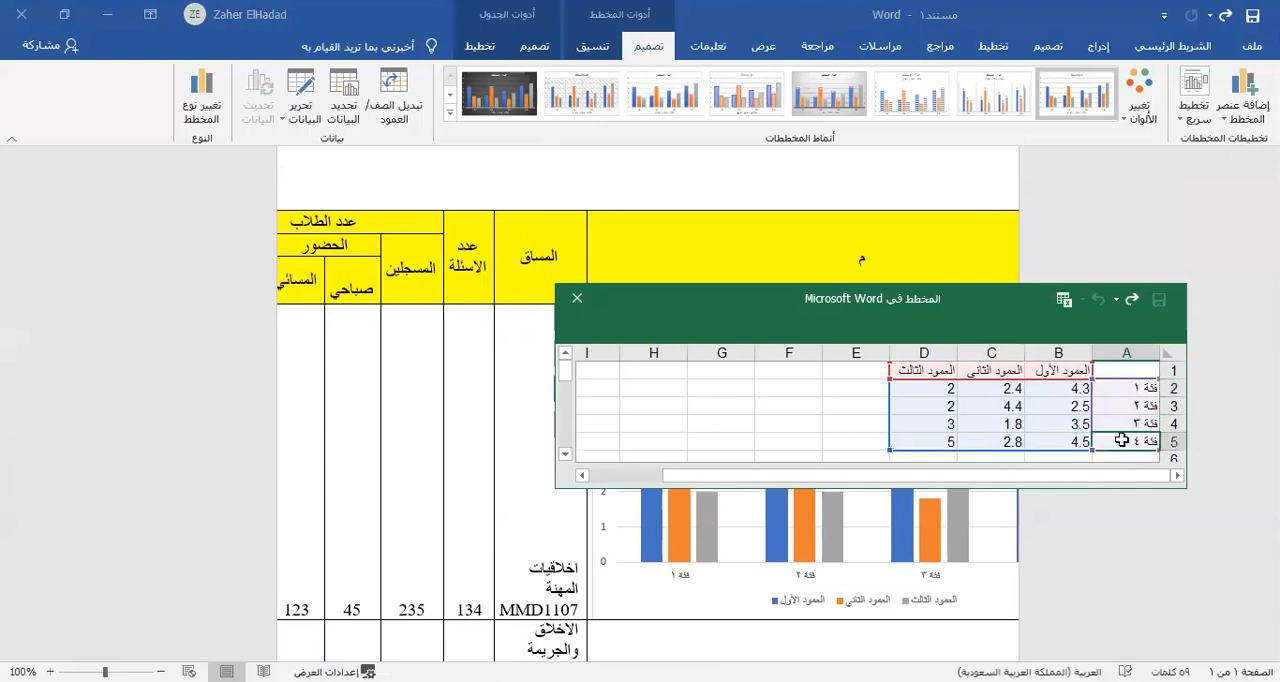 مستند١ - Word
أدوات المخطط
أدوات الجدول
Zaher ElHadad
ZE
ملف
الشريط الرئيسي
إدراج
تصميم
تخطيط
مراجع
مراسلات
مراجعة
عرض
تعليمات
تصميم
تنسيق
تصميم
تخطيط
أخبرني بما تريد القيام به
مشاركة
إضافة عنصر المخطط
تخطيط سريع
تغيير الألوان
تبديل الصف/العمود
تحديد البيانات
تحرير البيانات
تحديث البيانات
تغيير نوع المخطط
تخطيطات المخططات
أنماط المخططات
بيانات
النوع
م
المساق
عدد الاسئلة
عدد الطلاب
المسجلين
الحضور
صباحي
المسائي
المخطط في Microsoft Word
A B C D E F G H I
1 العمود الأول العمود الثاني العمود الثالث
2 فئة ١ 4.3 2.4 2
3 فئة ٢ 2.5 4.4 2
4 فئة ٣ 3.5 1.8 3
5 فئة ٤ 4.5 2.8 5
6
2
1
0
فئة ١ فئة ٢ فئة ٣
العمود الأول العمود الثاني العمود الثالث
اخلاقيات
المهنة
MMD1107 134 235 45 123
الاخلاق
والجريمة
الصفحة ١ من ١
٥٩ كلمات
العربية (المملكة العربية السعودية)
إعدادات العرض
100%